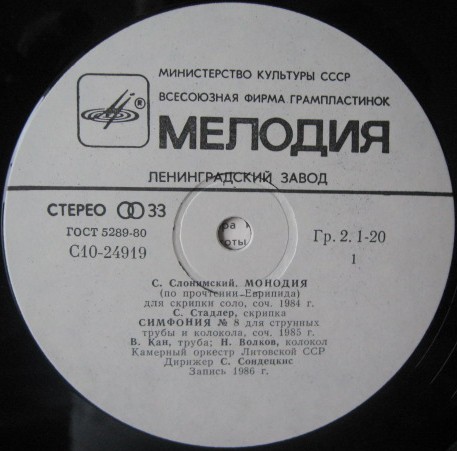 МИНИСТЕРСТВО КУЛЬТУРЫ СССР
ВСЕСОЮЗНАЯ ФИРМА ГРАМПЛАСТИНОК
®
МЕЛОДИЯ
ЛЕНИНГРАДСКИЙ ЗАВОД
СТЕРЕО 33
ГОСТ 5289-80
С10-24919
Гр. 2. 1-20
1
С. Слонимский. МОНОДИЯ
(по прочтении Еврипида)
для скрипки соло, соч. 1984 г.
С. Стадлер, скрипка
СИМФОНИЯ № 8 для струнных
трубы и колокола, соч. 1985 г.
В. Кан, труба; Н. Волков, колокол
Камерный оркестр Литовской ССР
Дирижер С. Сондецкис
Запись 1986 г.